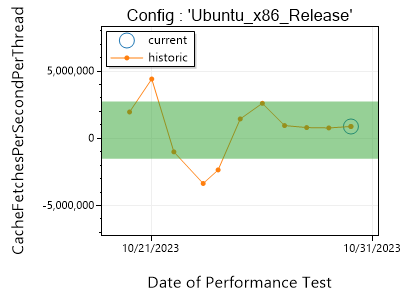 Config : 'Ubuntu_x86_Release'
current
historic
CacheFetchesPerSecondPerThread
5,000,000
0
-5,000,000
10/21/2023
10/31/2023
Date of Performance Test